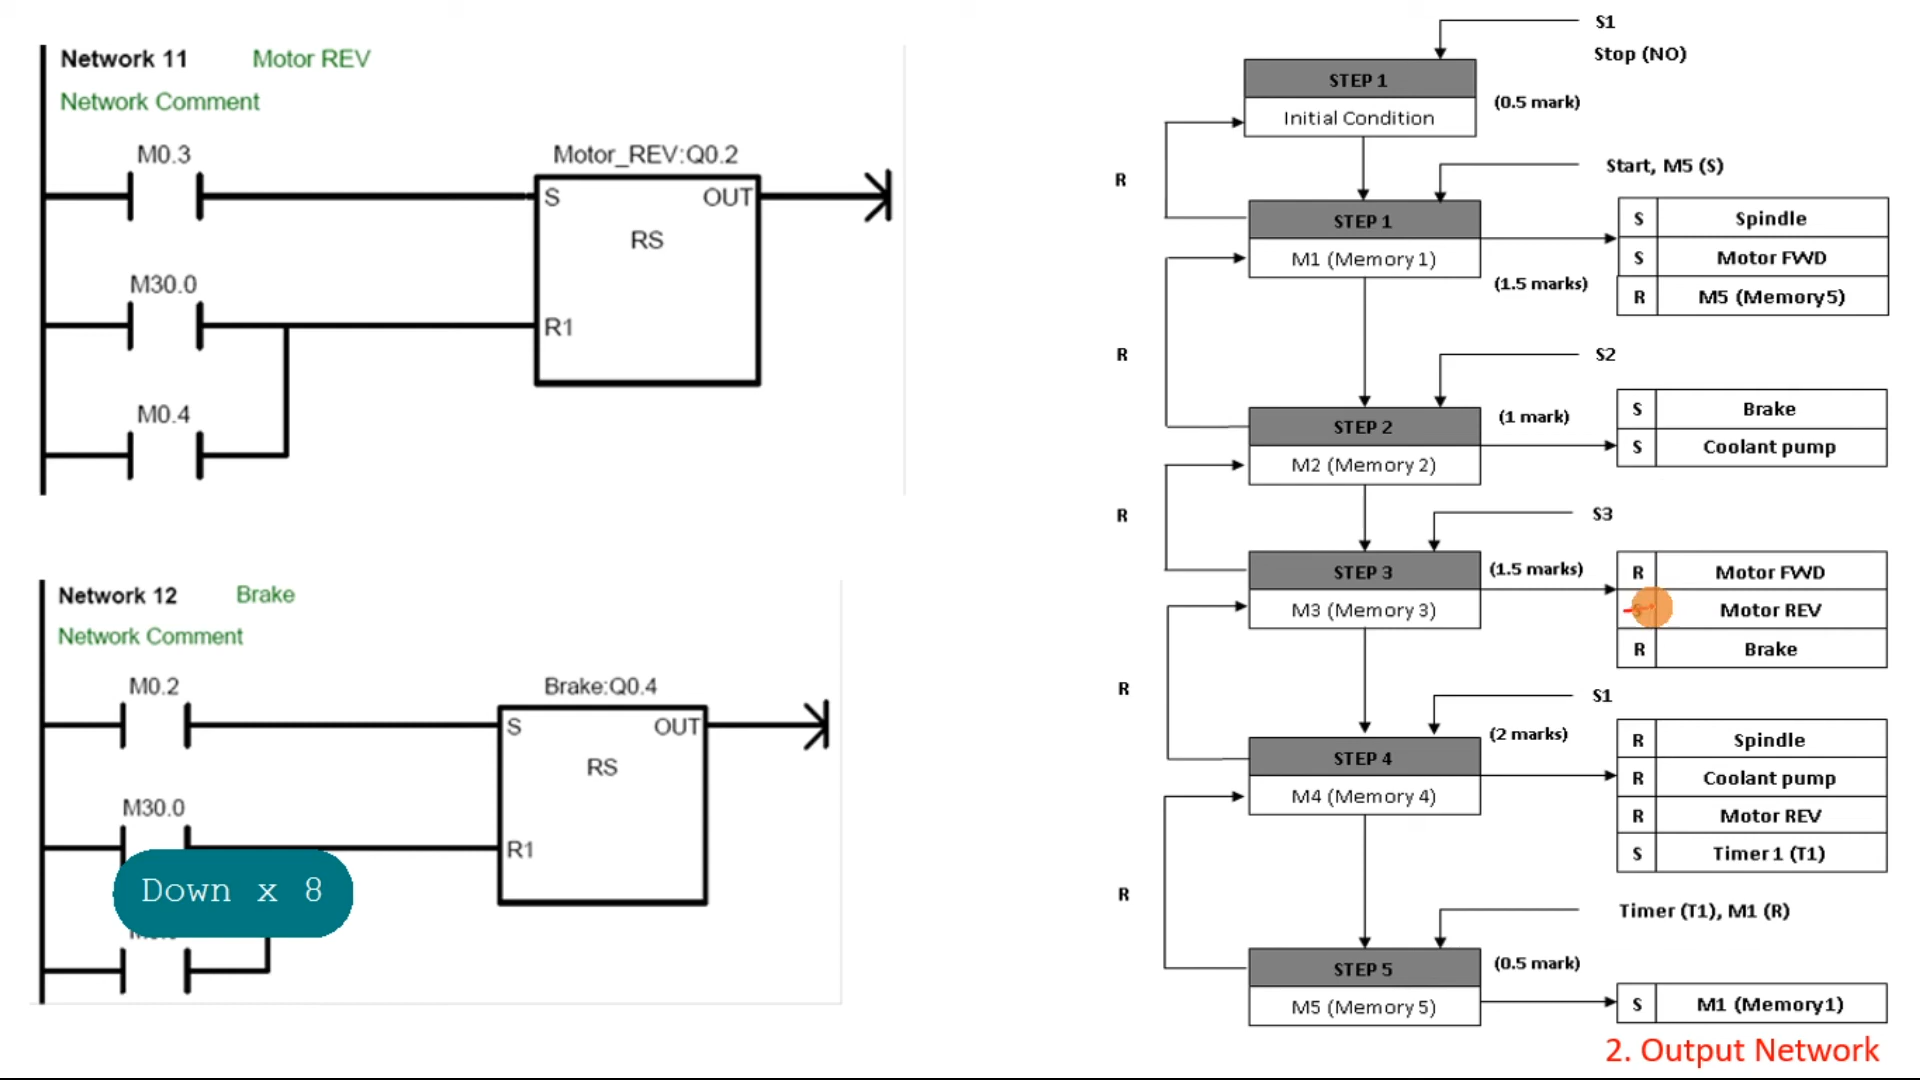 Network 11 Motor REV
Network Comment
M0.3
Motor_REV:Q0.2
S OUT
RS
M30.0
R1
M0.4
Network 12 Brake
Network Comment
M0.2
Brake:Q0.4
S OUT
RS
M30.0
R1
Down x 8
S1
Stop (NO)
STEP 1
(0.5 mark)
Initial Condition
R
Start, M5 (S)
STEP 1
M1 (Memory 1)
(1.5 marks)
S Spindle
S Motor FWD
R M5 (Memory5)
R
S2
STEP 2
(1 mark)
M2 (Memory 2)
S Brake
S Coolant pump
R
S3
STEP 3
(1.5 marks)
M3 (Memory 3)
R Motor FWD
Motor REV
R Brake
R
S1
STEP 4
(2 marks)
M4 (Memory 4)
R Spindle
R Coolant pump
R Motor REV
S Timer 1 (T1)
R
Timer (T1), M1 (R)
STEP 5
(0.5 mark)
M5 (Memory 5)
S M1 (Memory1)
2. Output Network